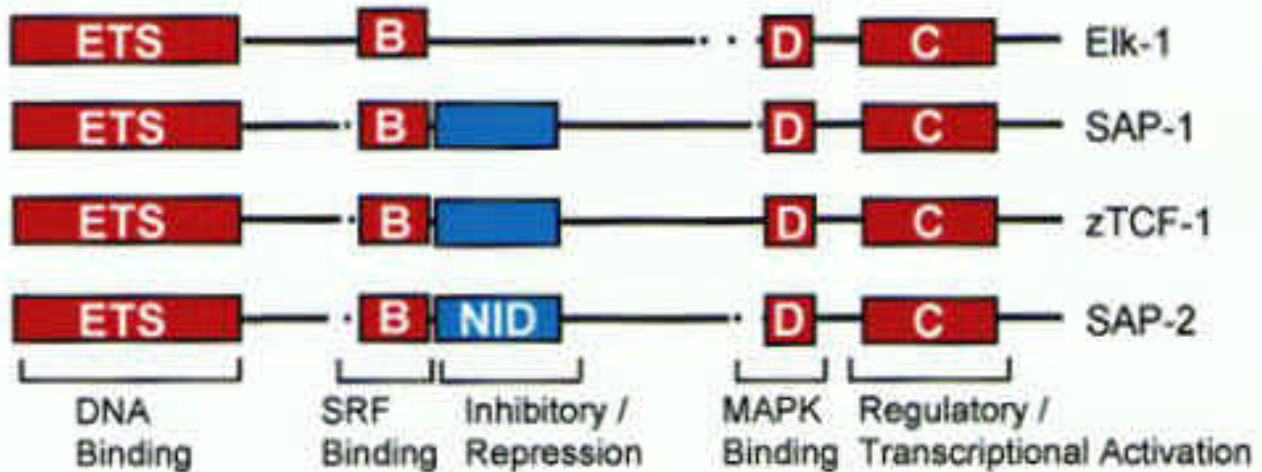 ETS B D C Elk-1
ETS B D C SAP-1
ETS B D C zTCF-1
ETS B NID D C SAP-2
DNA Binding
SRF Binding
Inhibitory / Repression
MAPK Binding
Regulatory / Transcriptional Activation